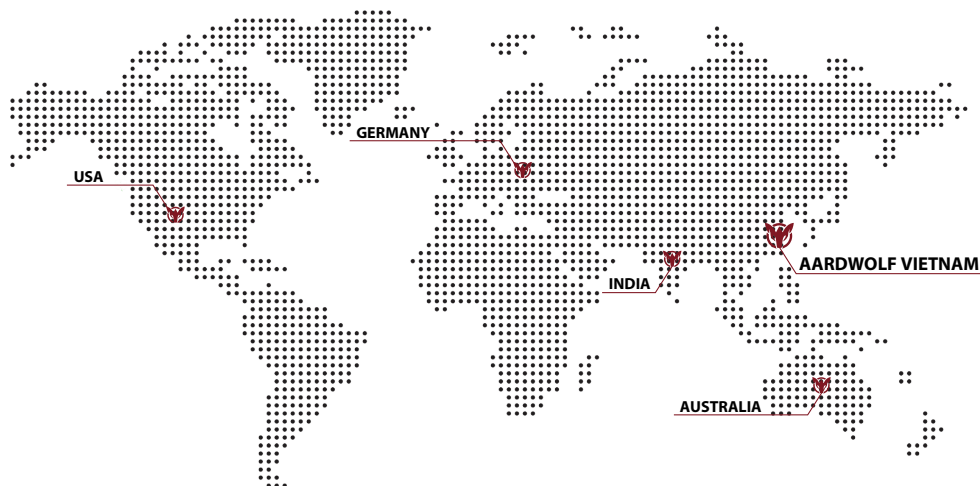 GERMANY
USA
AARDWOLF VIETNAM
INDIA
AUSTRALIA